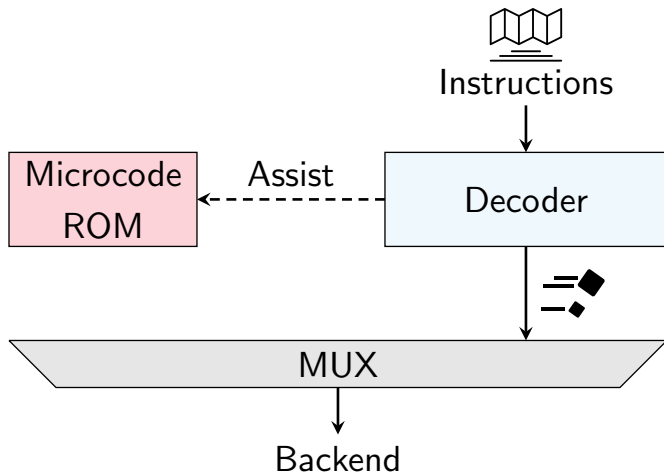 Instructions
Microcode
ROM
Assist
Decoder
MUX
Backend